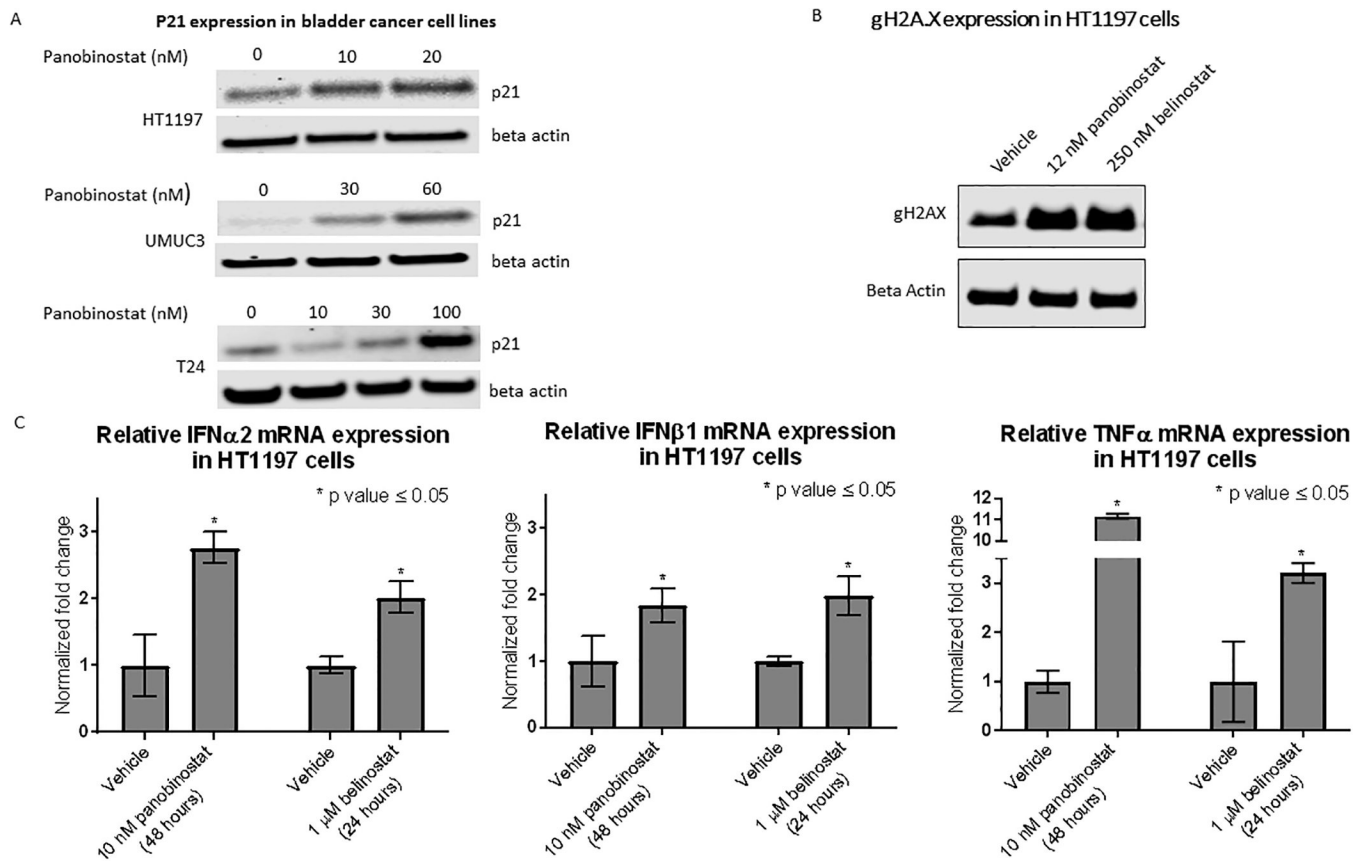 A
P21 expression in bladder cancer cell lines
Panobinostat (nM) 0 10 20
p21
HT1197
beta actin
Panobinostat (nM) 0 30 60
p21
UMUC3
beta actin
Panobinostat (nM) 0 10 30 100
p21
T24
beta actin
B
gH2A.X expression in HT1197 cells
Vehicle
12 nM panobinostat
250 nM belinostat
gH2AX
Beta Actin
C
Relative IFNα2 mRNA expression
in HT1197 cells
* p value ≤ 0.05
Normalized fold change
3
2
1
0
*
*
Vehicle
10 nM panobinostat
(48 hours)
Vehicle
1 µM belinostat
(24 hours)
Relative IFNβ1 mRNA expression
in HT1197 cells
* p value ≤ 0.05
Normalized fold change
3
2
1
0
*
*
Vehicle
10 nM panobinostat
(48 hours)
Vehicle
1 µM belinostat
(24 hours)
Relative TNFα mRNA expression
in HT1197 cells
* p value ≤ 0.05
Normalized fold change
12
11
10
3
2
1
0
*
*
Vehicle
10 nM panobinostat
(48 hours)
Vehicle
1 µM belinostat
(24 hours)